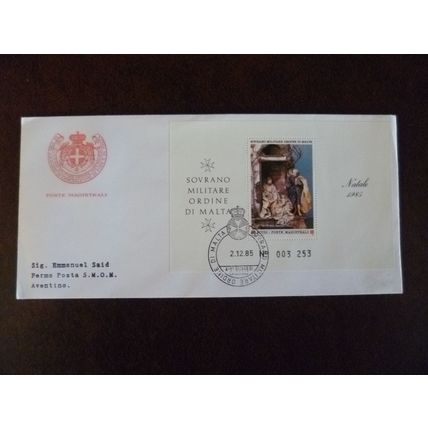 POSTE MAGISTRALI
SOVRANO
MILITARE
ORDINE
DI MALTA
SOVRANO MILITARE ORDINE DI MALTA
POSTE MAGISTRALI
Natale
1985
2.12.85
Nº 003 253
Sig. Emmanuel Said
Fermo Posta S.M.O.M.
Aventino.